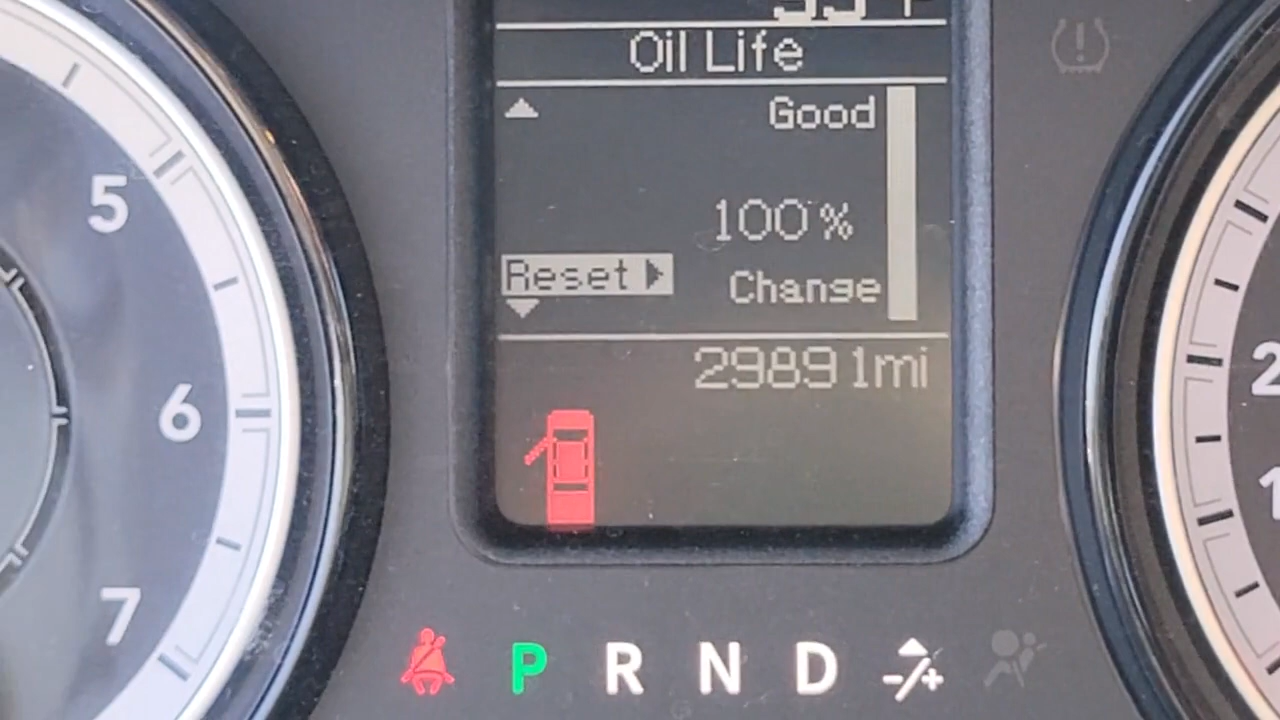 Oil Life
Good
100%
Reset
Change
29891mi
5
6
7
P R N D
-/+